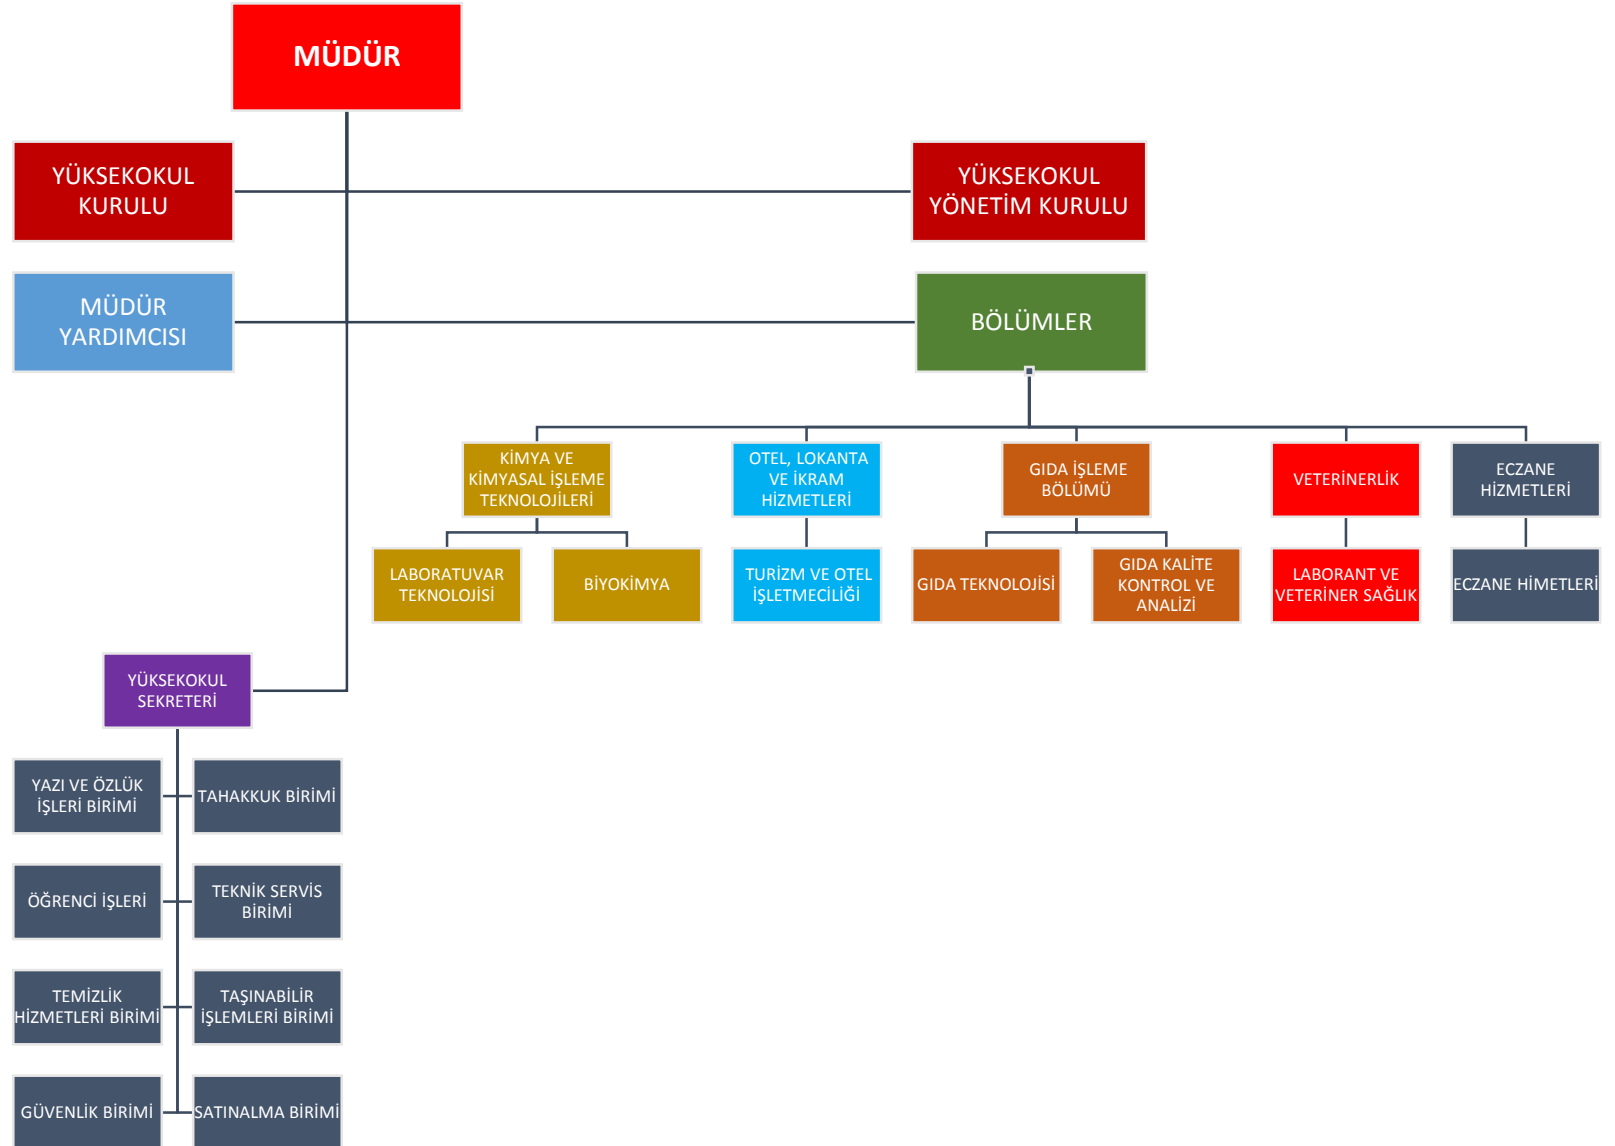 MÜDÜR
YÜKSEKOKUL
KURULU
YÜKSEKOKUL
YÖNETİM KURULU
MÜDÜR
YARDIMCISI
BÖLÜMLER
KİMYA VE
KİMYASAL İŞLEME
TEKNOLOJİLERİ
OTEL, LOKANTA
VE İKRAM
HİZMETLERİ
GIDA İŞLEME
BÖLÜMÜ
VETERİNERLİK
ECZANE
HİZMETLERİ
LABORATUVAR
TEKNOLOJİSİ
BİYOKİMYA
TURİZM VE OTEL
İŞLETMECİLİĞİ
GIDA TEKNOLOJİSİ
GIDA KALİTE
KONTROL VE
ANALİZİ
LABORANT VE
VETERİNER SAĞLIK
ECZANE HİMETLERİ
YÜKSEKOKUL
SEKRETERİ
YAZI VE ÖZLÜK
İŞLERİ BİRİMİ
TAHAKKUK BİRİMİ
ÖĞRENCİ İŞLERİ
TEKNİK SERVİS
BİRİMİ
TEMİZLİK
HİZMETLERİ BİRİMİ
TAŞINABİLİR
İŞLEMLERİ BİRİMİ
GÜVENLİK BİRİMİ
SATINALMA BİRİMİ